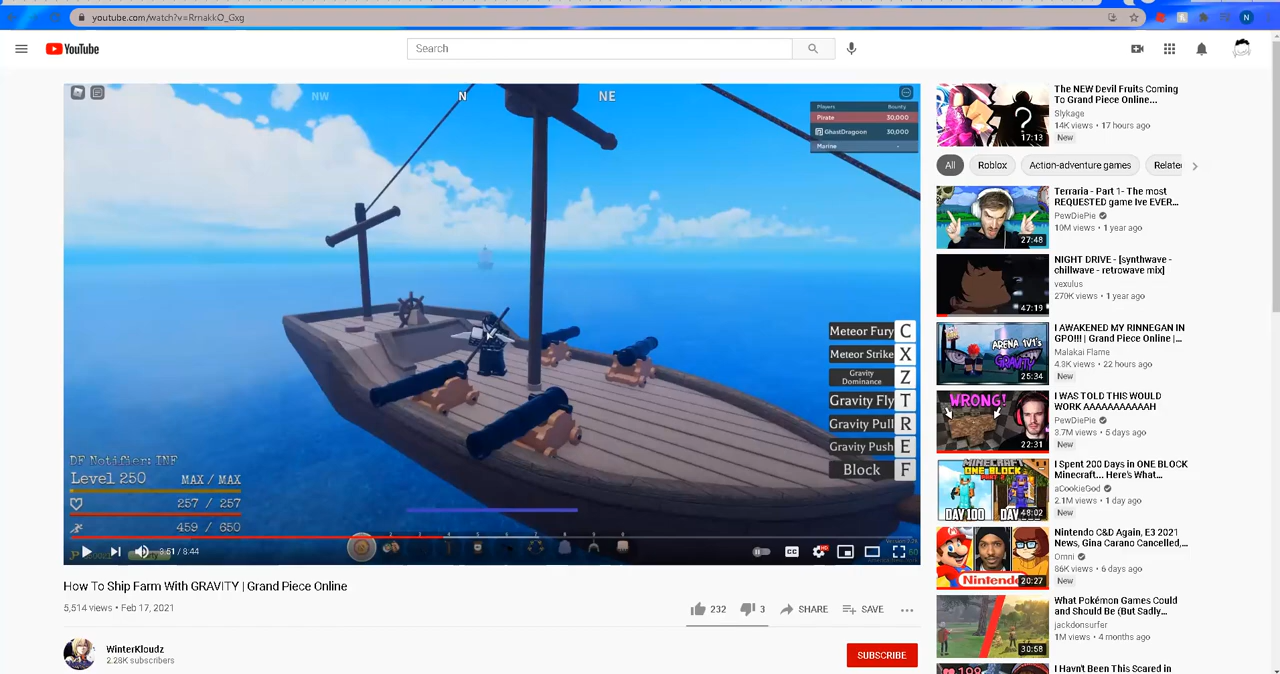 youtube.com/watch?v=RrnakkO_Gxg
N
YouTube
Search
NW
N
NE
Players Bounty
Pirate 30,000
GhastDragoon 30,000
Marine -
Meteor Fury C
Meteor Strike X
Gravity
Dominance Z
Gravity Fly T
Gravity Pull R
Gravity Push E
Block F
DF Notifier: INF
Level 250 MAX / MAX
257 / 257
459 / 650
3:51 / 8:44
CC
HD
How To Ship Farm With GRAVITY | Grand Piece Online
5,514 views • Feb 17, 2021
232
3
SHARE
SAVE
WinterKloudz
2.28K subscribers
SUBSCRIBE
?
17:13
The NEW Devil Fruits Coming
To Grand Piece Online...
Slykage
14K views • 17 hours ago
New
All
Roblox
Action-adventure games
Relate
27:48
Terraria - Part 1- The most
REQUESTED game Ive EVER...
PewDiePie
10M views • 1 year ago
47:19
NIGHT DRIVE - [synthwave -
chillwave - retrowave mix]
vexulus
270K views • 1 year ago
ARENA 1V1's
GRAVITY
25:34
I AWAKENED MY RINNEGAN IN
GPO!!! | Grand Piece Online |...
Malakai Flame
4.3K views • 22 hours ago
New
WRONG!
22:31
I WAS TOLD THIS WOULD
WORK AAAAAAAAAAAH
PewDiePie
3.7M views • 5 days ago
New
MINECRAFT
ONE BLOCK
DAY 100
48:02
I Spent 200 Days in ONE BLOCK
Minecraft... Here's What...
aCookieGod
2.1M views • 1 day ago
New
Nintendo
20:27
Nintendo C&D Again, E3 2021
News, Gina Carano Cancelled,...
Omni
86K views • 6 days ago
New
30:58
What Pokémon Games Could
and Should Be (But Sadly...
jackdonsurfer
1M views • 4 months ago
I Havn't Been This Scared in